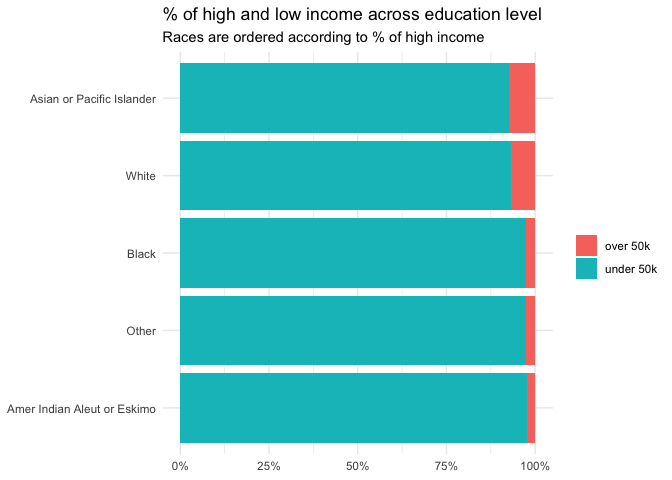 % of high and low income across education level
Races are ordered according to % of high income
Asian or Pacific Islander
White
Black
Other
Amer Indian Aleut or Eskimo
0% 25% 50% 75% 100%
over 50k
under 50k